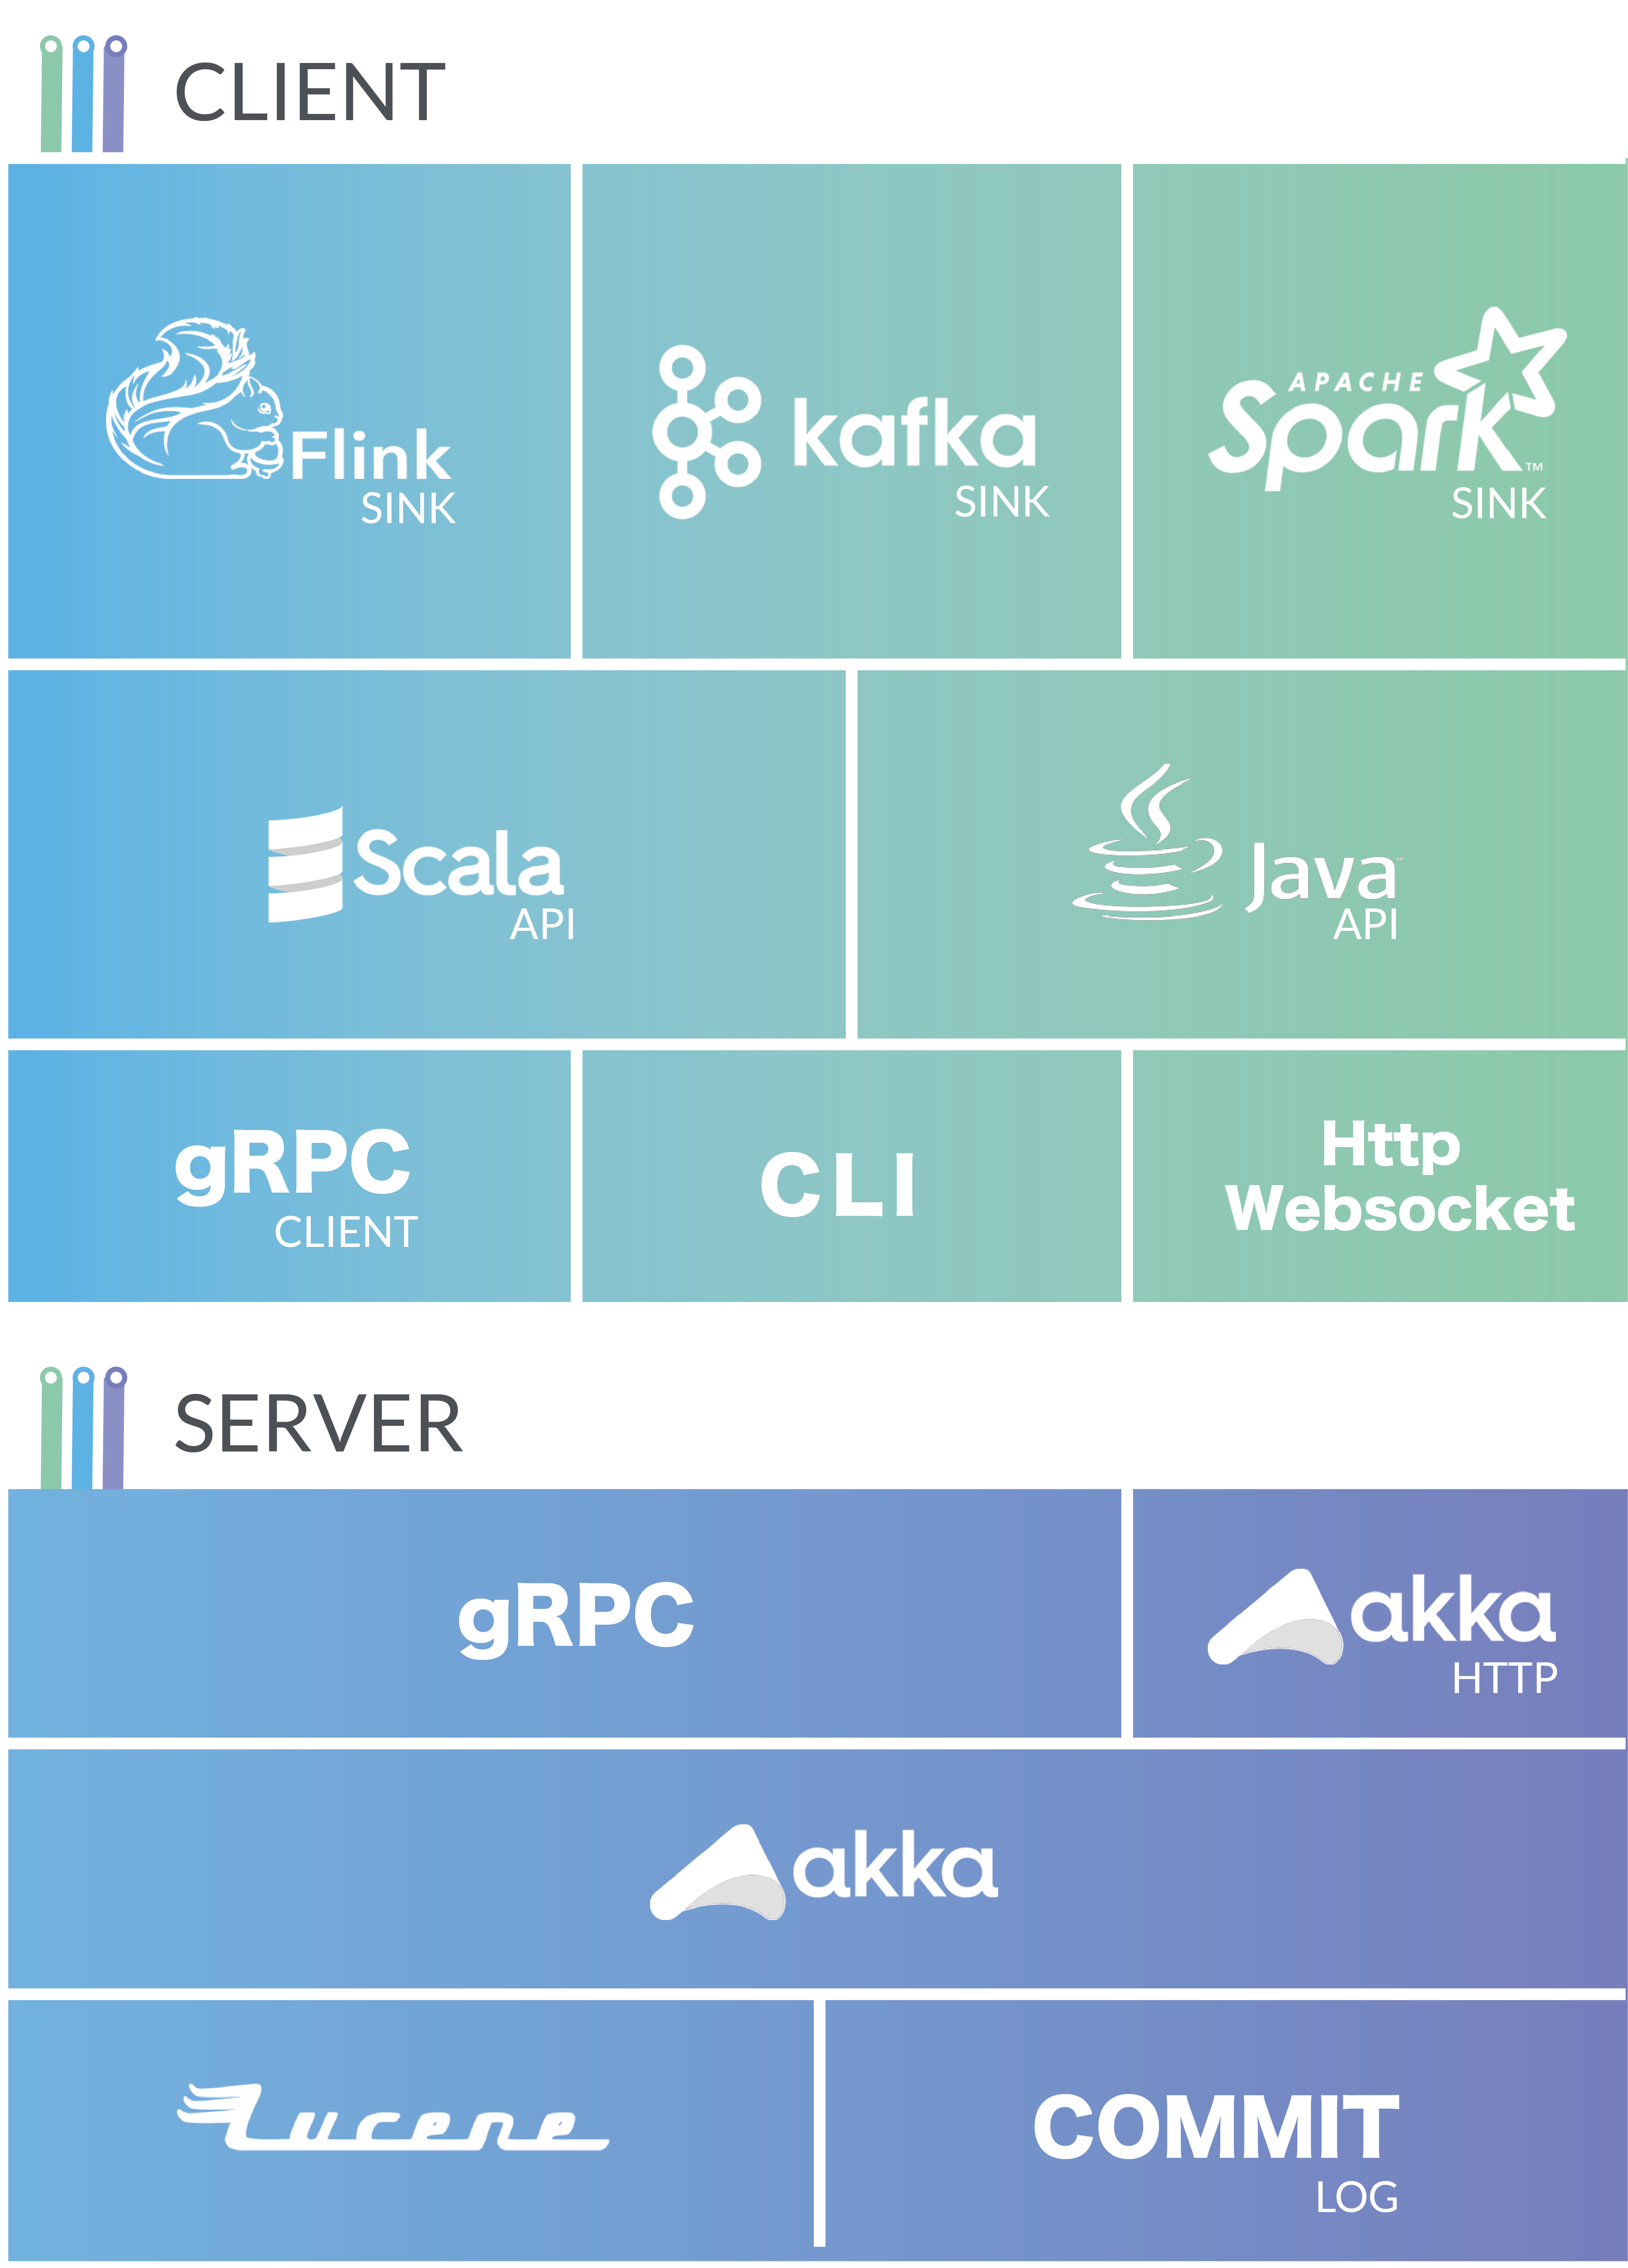 CLIENT
Flink
SINK
kafka
SINK
APACHE
Spark™
SINK
Scala
API
Java™
API
gRPC
CLIENT
CLI
Http
Websocket
SERVER
gRPC
akka
HTTP
akka
Lucene
COMMIT
LOG